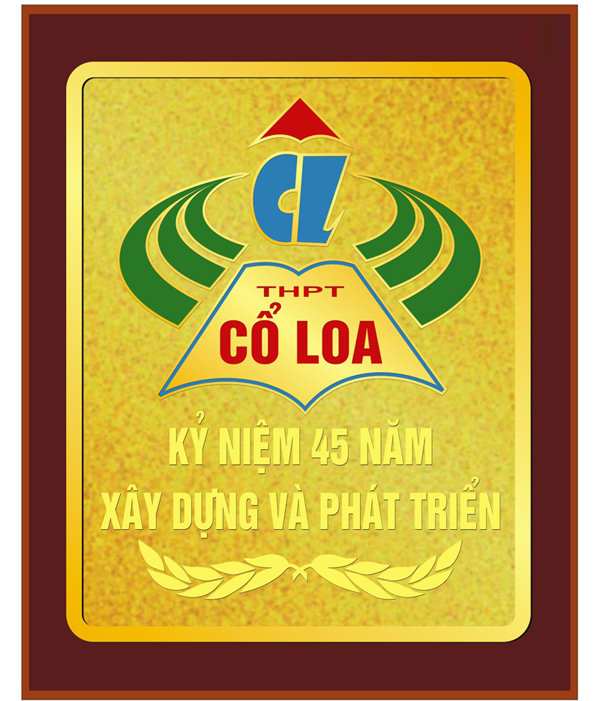 CL
THPT
CỔ LOA
KỶ NIỆM 45 NĂM
XÂY DỰNG VÀ PHÁT TRIỂN